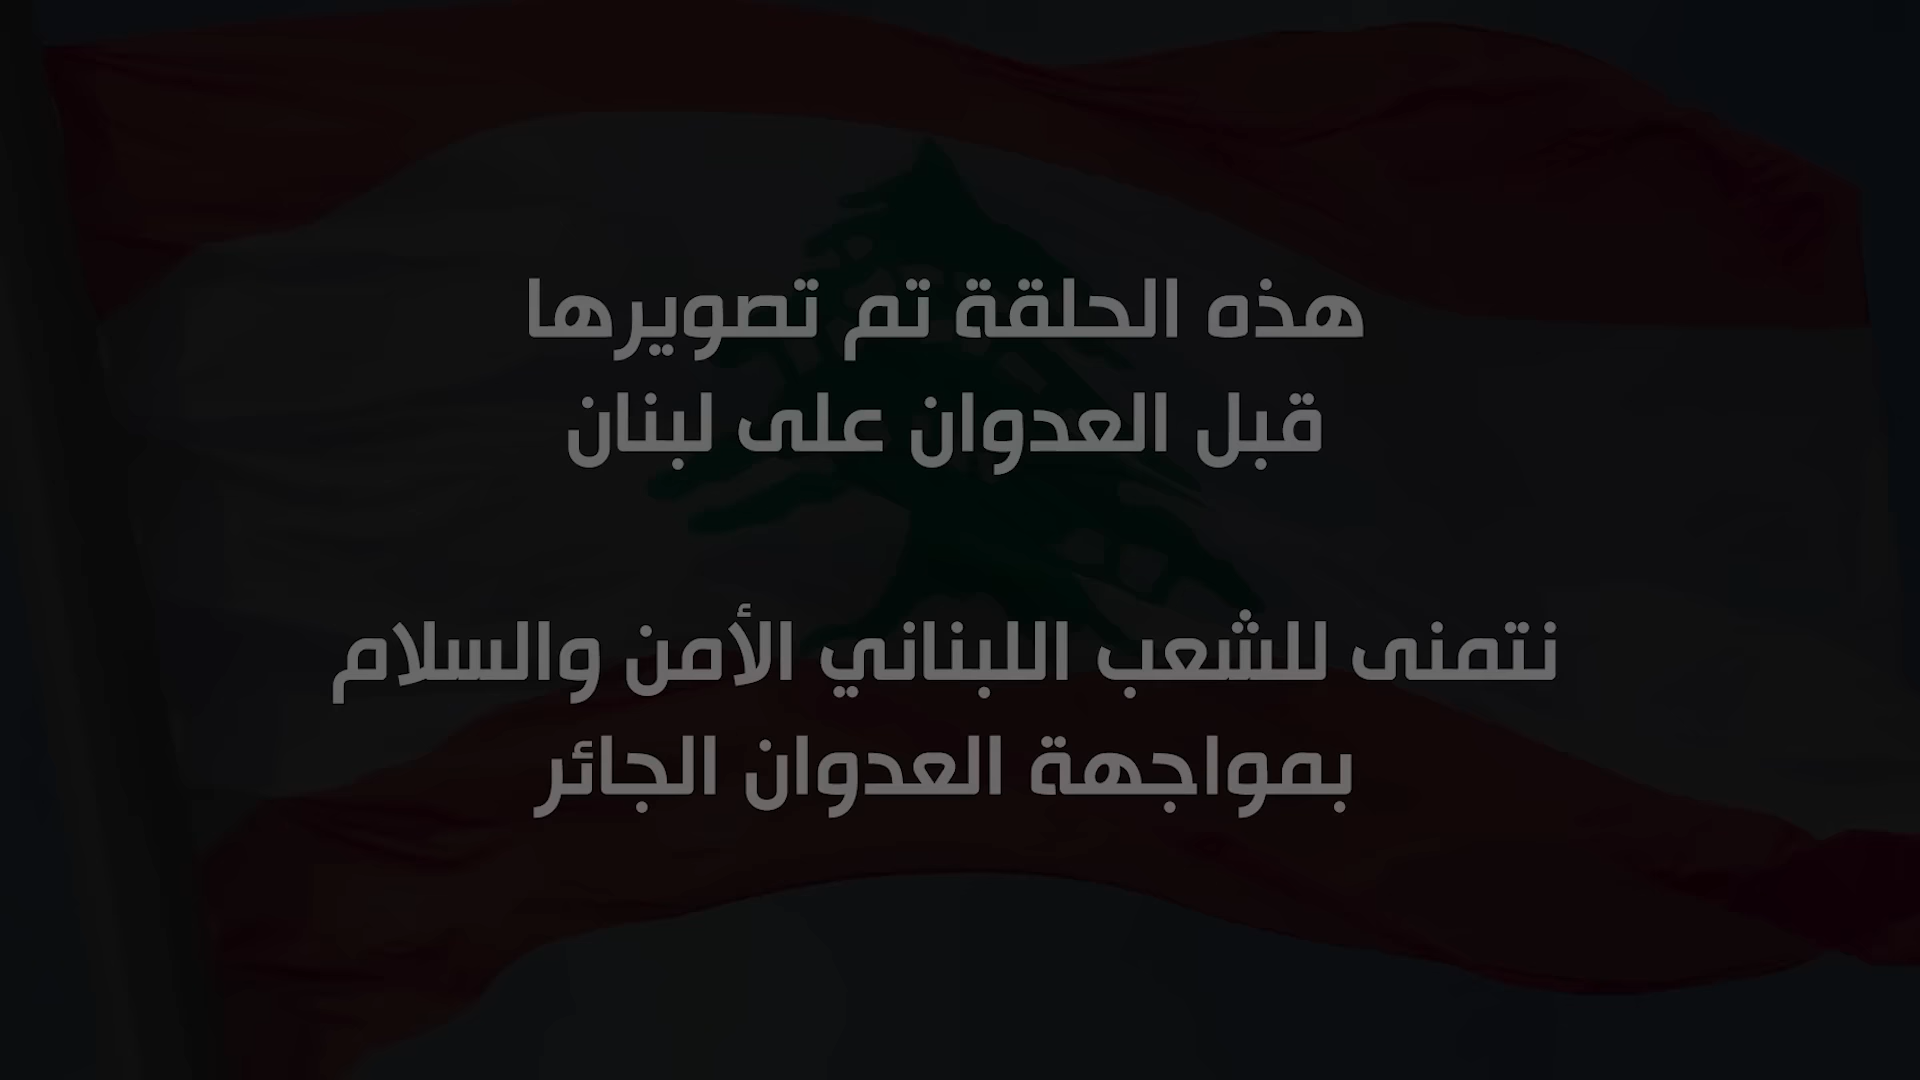 هذه الحلقة تم تصويرها
قبل العدوان على لبنان
نتمنى للشعب اللبناني الأمن والسلام
بمواجهة العدوان الجائر